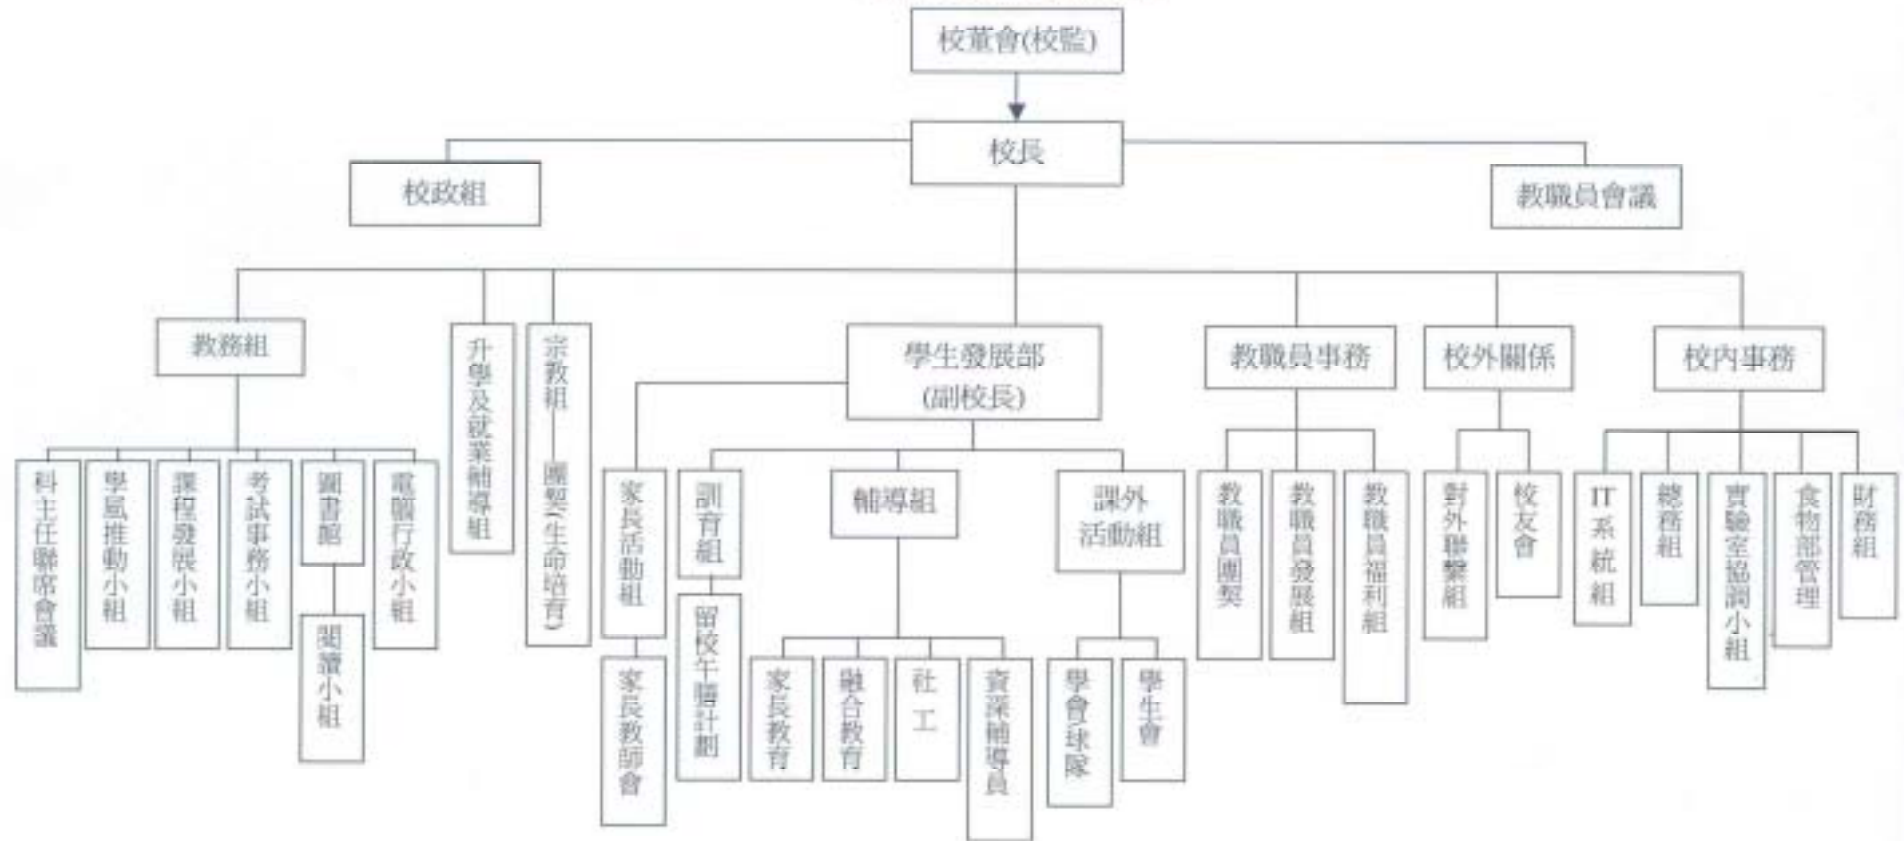 校董會(校監)
校長
校政組
教職員會議
教務組
升學及就業輔導組
宗教組——團契(生命培育)
學生發展部
(副校長)
教職員事務
校外關係
校內事務
科主任聯席會議
學風推動小組
課程發展小組
考試事務小組
圖書館
電腦行政小組
閱讀小組
家長活動組
訓育組
輔導組
課外
活動組
教職員團契
教職員發展組
教職員福利組
對外聯繫組
校友會
IT系統組
總務組
實驗室協調小組
食物部管理
財務組
家長教師會
留校午膳計劃
家長教育
融合教育
社工
資深輔導員
學會/球隊
學生會